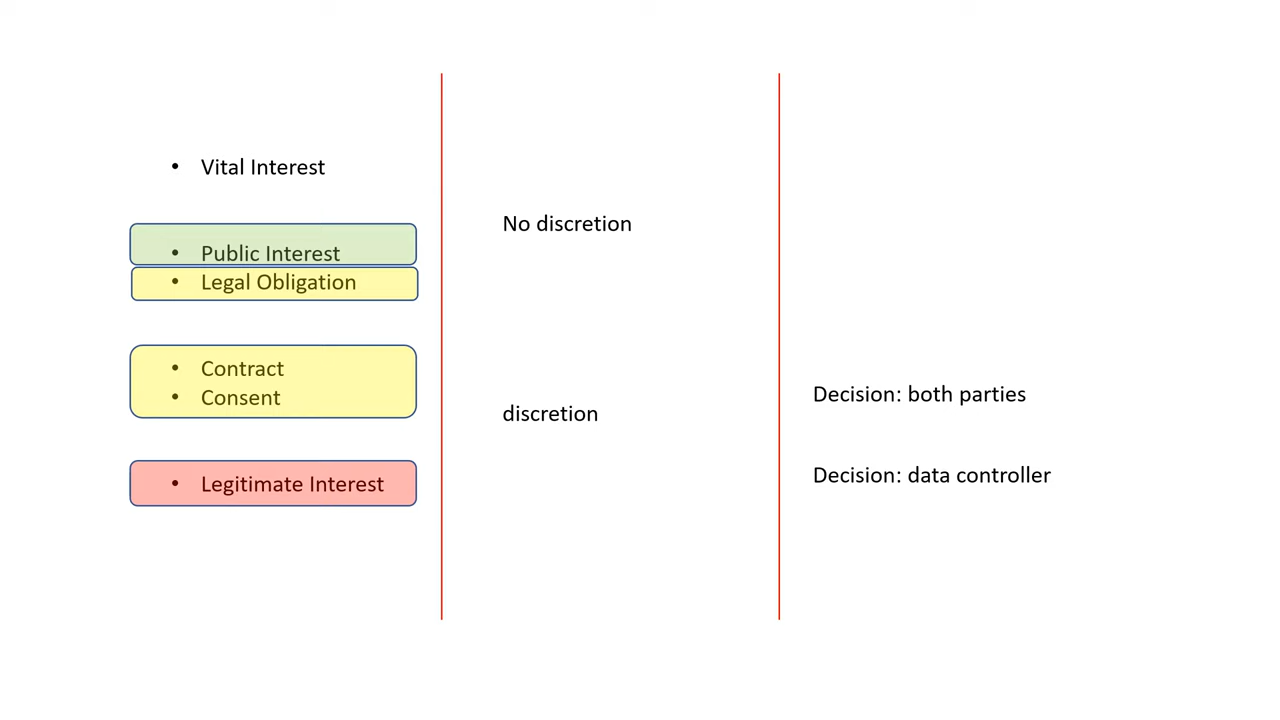 • Vital Interest
• Public Interest
• Legal Obligation
• Contract
• Consent
• Legitimate Interest
No discretion
discretion
Decision: both parties
Decision: data controller